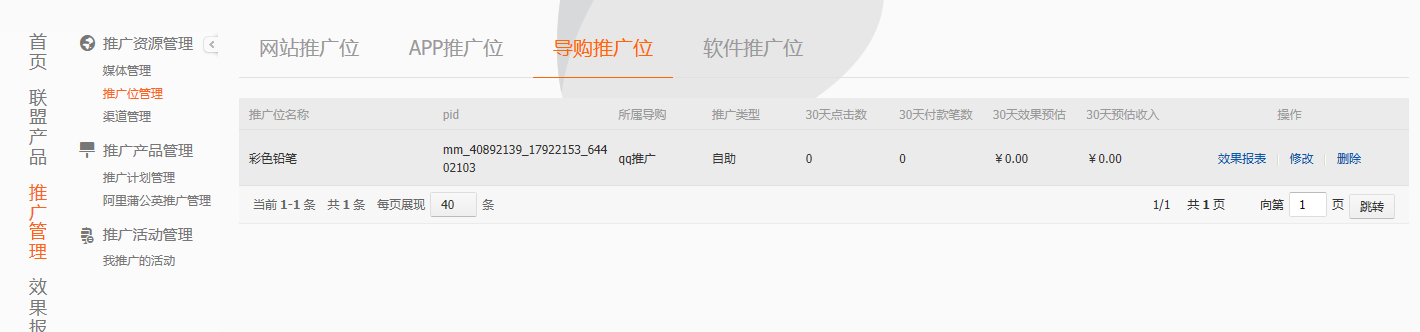 首页
联盟产品
推广管理
效果报
推广资源管理
媒体管理
推广位管理
渠道管理
推广产品管理
推广计划管理
阿里蒲公英推广管理
推广活动管理
我推广的活动
网站推广位 APP推广位 导购推广位 软件推广位
推广位名称 pid 所属导购 推广类型 30天点击数 30天付款笔数 30天效果预估 30天预估收入 操作
彩色铅笔 mm_40892139_17922153_644
02103 qq推广 自助 0 0 ￥0.00 ￥0.00 效果报表 修改 删除
当前 1-1 条 共 1 条 每页展现 40 条 1/1 共 1 页 向第 1 页 跳转